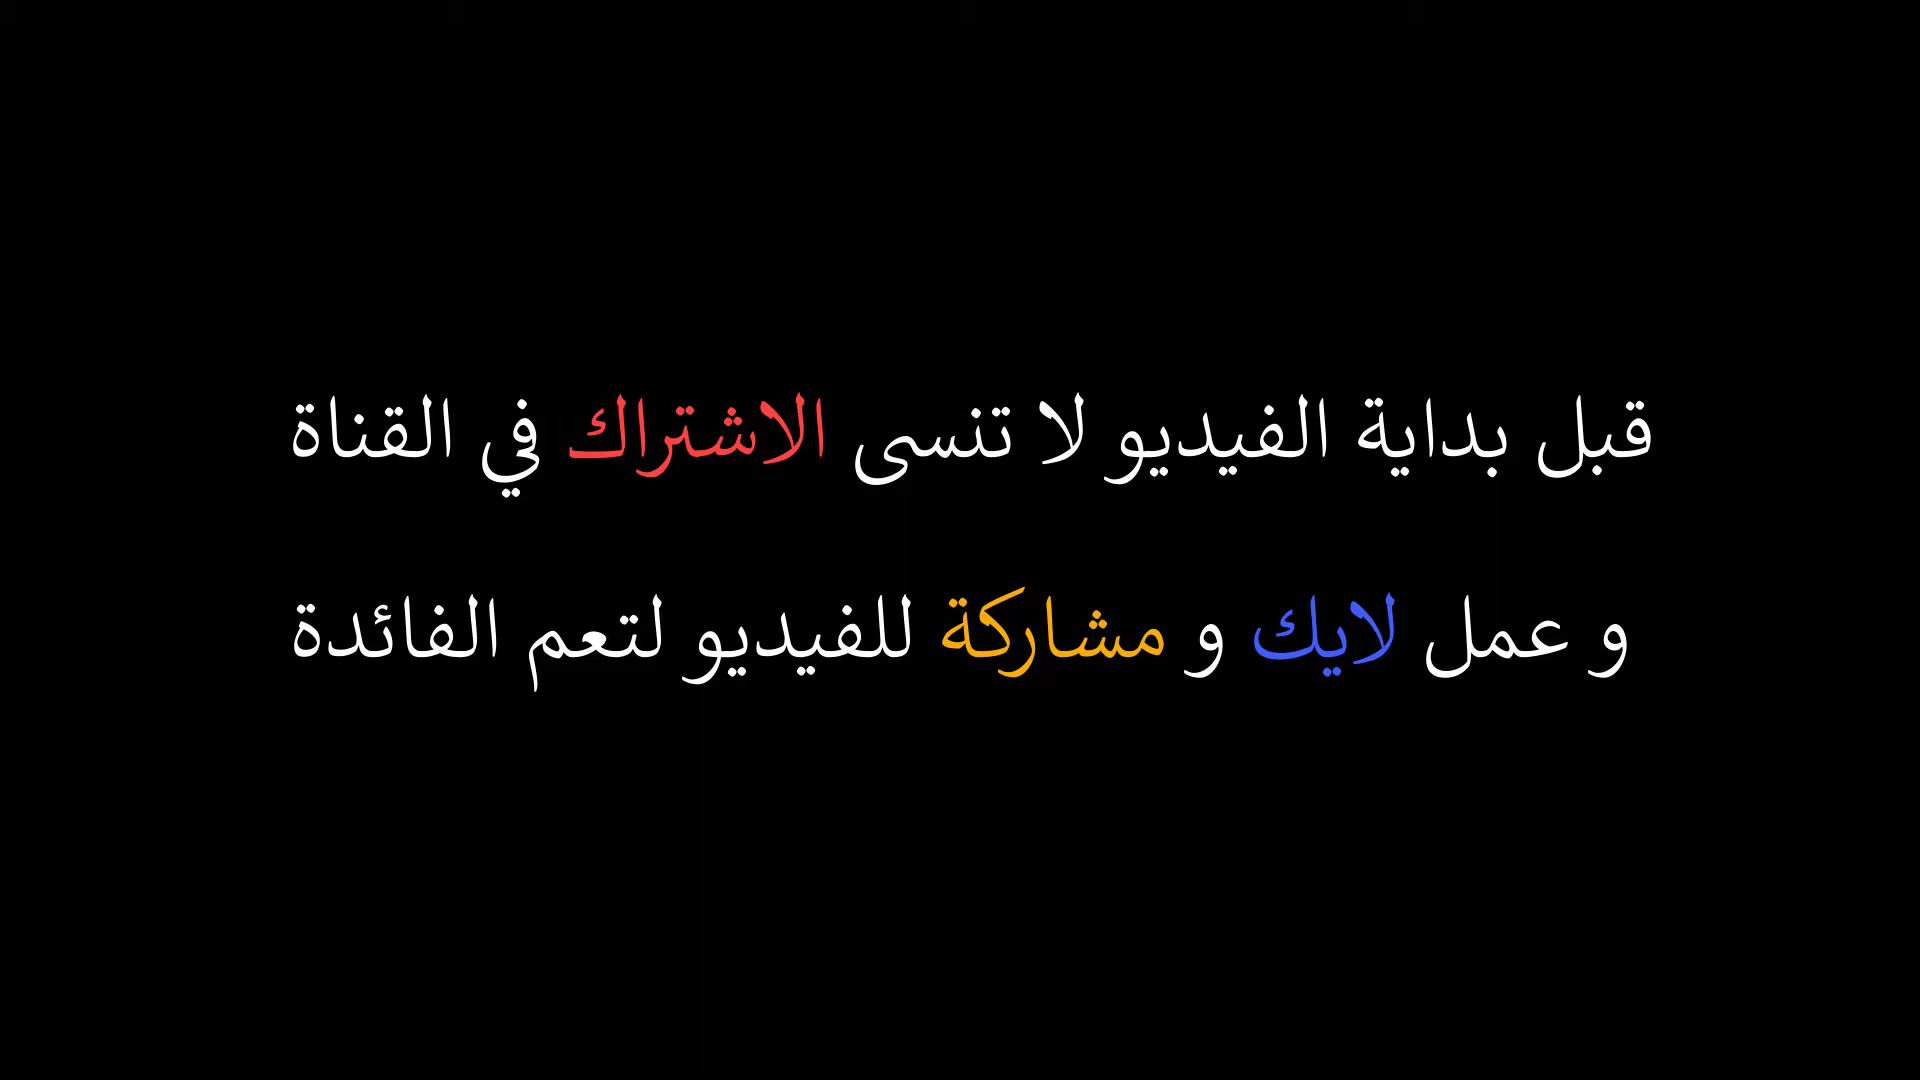 قبل بداية الفيديو لا تنسى الاشتراك في القناة
و عمل لايك و مشاركة للفيديو لتعم الفائدة